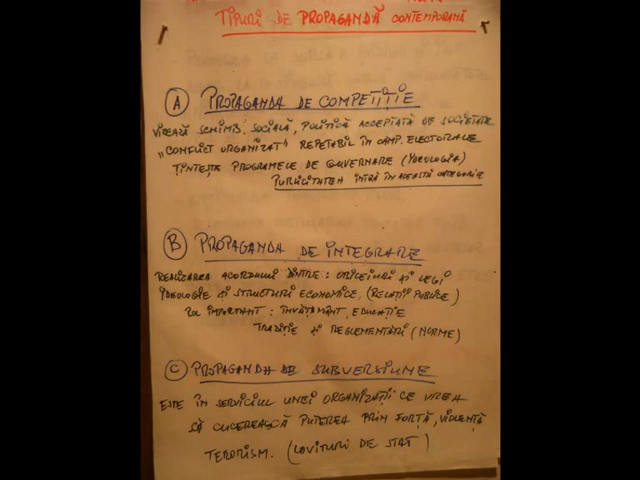 TIPURI DE PROPAGANDĂ CONTEMPORANĂ
A PROPAGANDA DE COMPETIȚIE
VIZEAZĂ SCHIMB. SOCIALĂ, POLITICĂ ACCEPTATĂ DE SOCIETATE
„CONFLICT ORGANIZAT” REPETABIL ÎN CAMP. ELECTORALE
ȚINTEȘTE PROGRAMELE DE GUVERNARE (IDEOLOGIA)
PUBLICITATEA INTRĂ ÎN ACEASTĂ CATEGORIE
B PROPAGANDA DE INTEGRARE
REALIZAREA ACORDULUI DINTRE: OBICEIURI ȘI LEGI
IDEOLOGIE ȘI STRUCTURI ECONOMICE, (RELAȚII PUBLICE)
ROL IMPORTANT: ÎNVĂȚĂMÂNT, EDUCAȚIE
TRADIȚIE ȘI REGLEMENTĂRI (NORME)
C PROPAGANDA DE SUBVERSIUNE
ESTE ÎN SERVICIUL UNEI ORGANIZAȚII CE VREA
SĂ CUCEREASCĂ PUTEREA PRIN FORȚĂ, VIOLENȚĂ
TERORISM. (LOVITURI DE STAT)